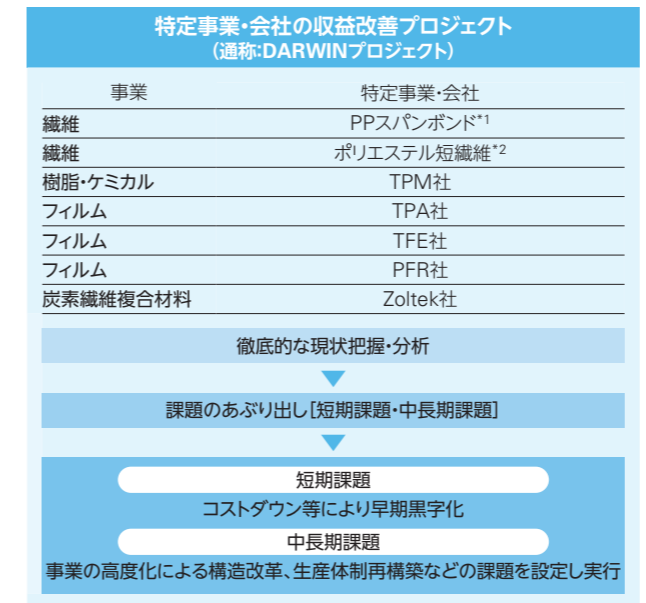 特定事業・会社の収益改善プロジェクト
(通称:DARWINプロジェクト)
事業 特定事業・会社
繊維 PPスパンボンド*1
繊維 ポリエステル短繊維*2
樹脂・ケミカル TPM社
フィルム TPA社
フィルム TFE社
フィルム PFR社
炭素繊維複合材料 Zoltek社
徹底的な現状把握・分析
課題のあぶり出し[短期課題・中長期課題]
短期課題
コストダウン等により早期黒字化
中長期課題
事業の高度化による構造改革、生産体制再構築などの課題を設定し実行